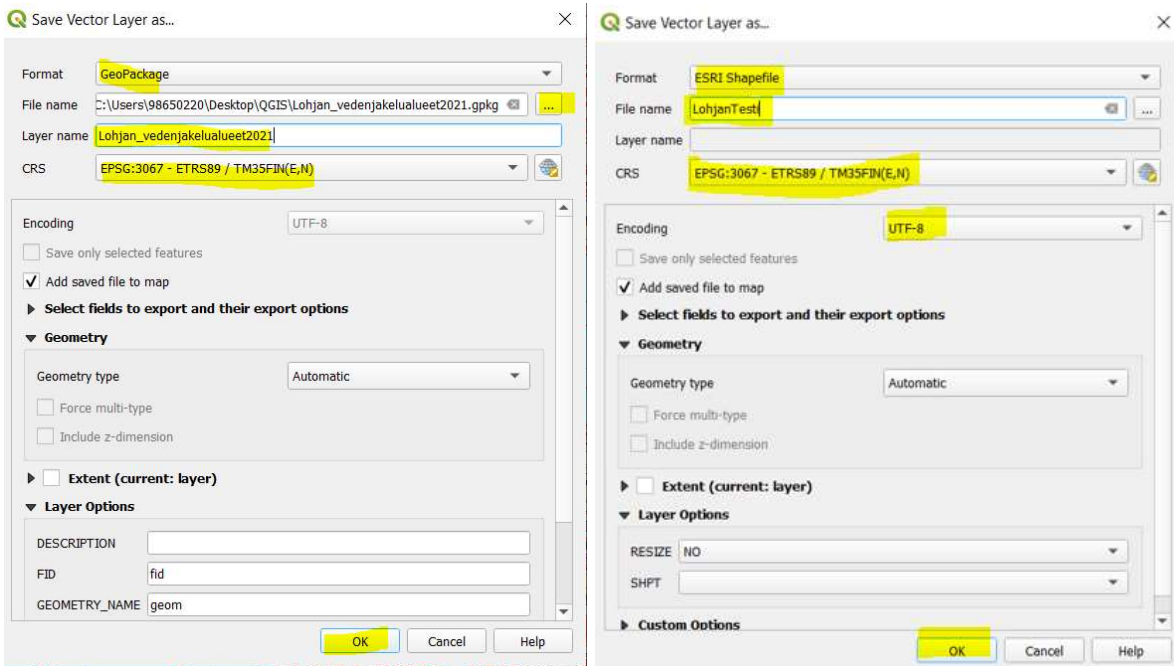 Save Vector Layer as...
Format GeoPackage
File name C:\Users\98650220\Desktop\QGIS\Lohjan_vedenjakelualueet2021.gpkg ...
Layer name Lohjan_vedenjakelualueet2021
CRS EPSG:3067 - ETRS89 / TM35FIN(E,N)
Encoding UTF-8
Save only selected features
Add saved file to map
Select fields to export and their export options
Geometry
Geometry type Automatic
Force multi-type
Include z-dimension
Extent (current: layer)
Layer Options
DESCRIPTION
FID fid
GEOMETRY_NAME geom
OK Cancel Help
Save Vector Layer as...
Format ESRI Shapefile
File name LohjanTesti ...
Layer name
CRS EPSG:3067 - ETRS89 / TM35FIN(E,N)
Encoding UTF-8
Save only selected features
Add saved file to map
Select fields to export and their export options
Geometry
Geometry type Automatic
Force multi-type
Include z-dimension
Extent (current: layer)
Layer Options
RESIZE NO
SHPT
Custom Options
OK Cancel Help